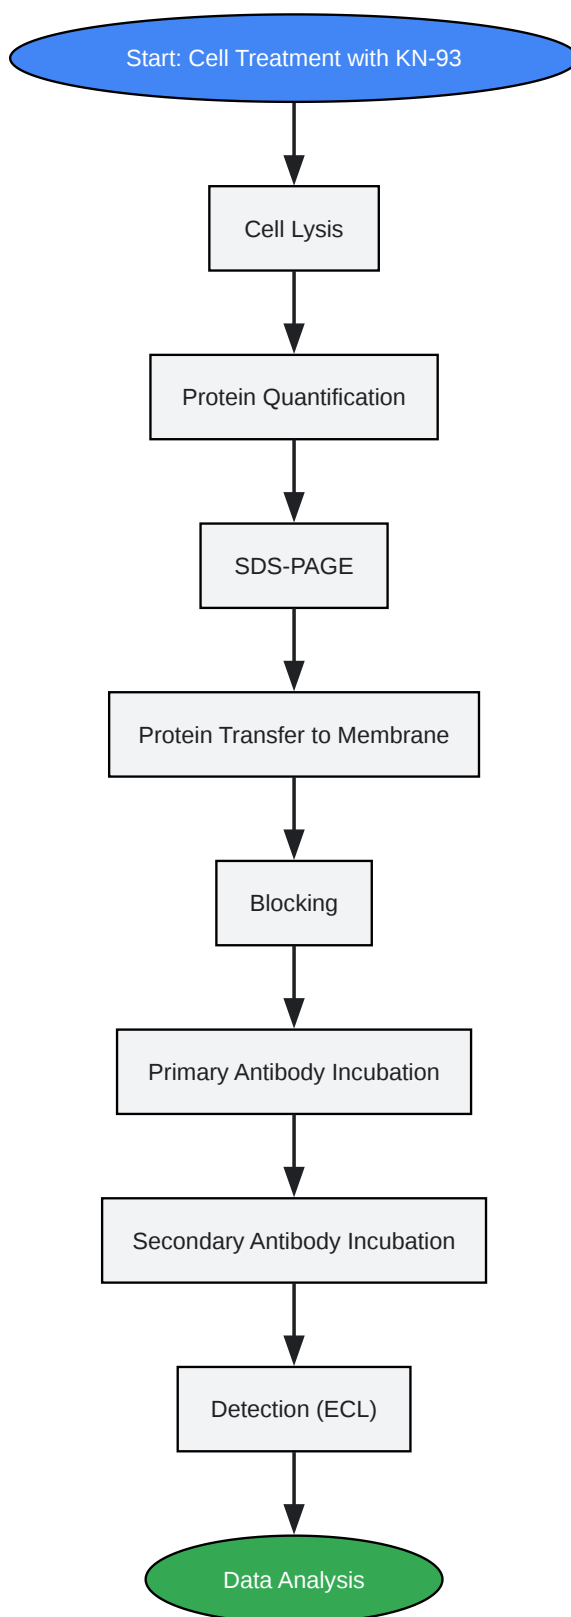 Start: Cell Treatment with KN-93
Cell Lysis
Protein Quantification
SDS-PAGE
Protein Transfer to Membrane
Blocking
Primary Antibody Incubation
Secondary Antibody Incubation
Detection (ECL)
Data Analysis